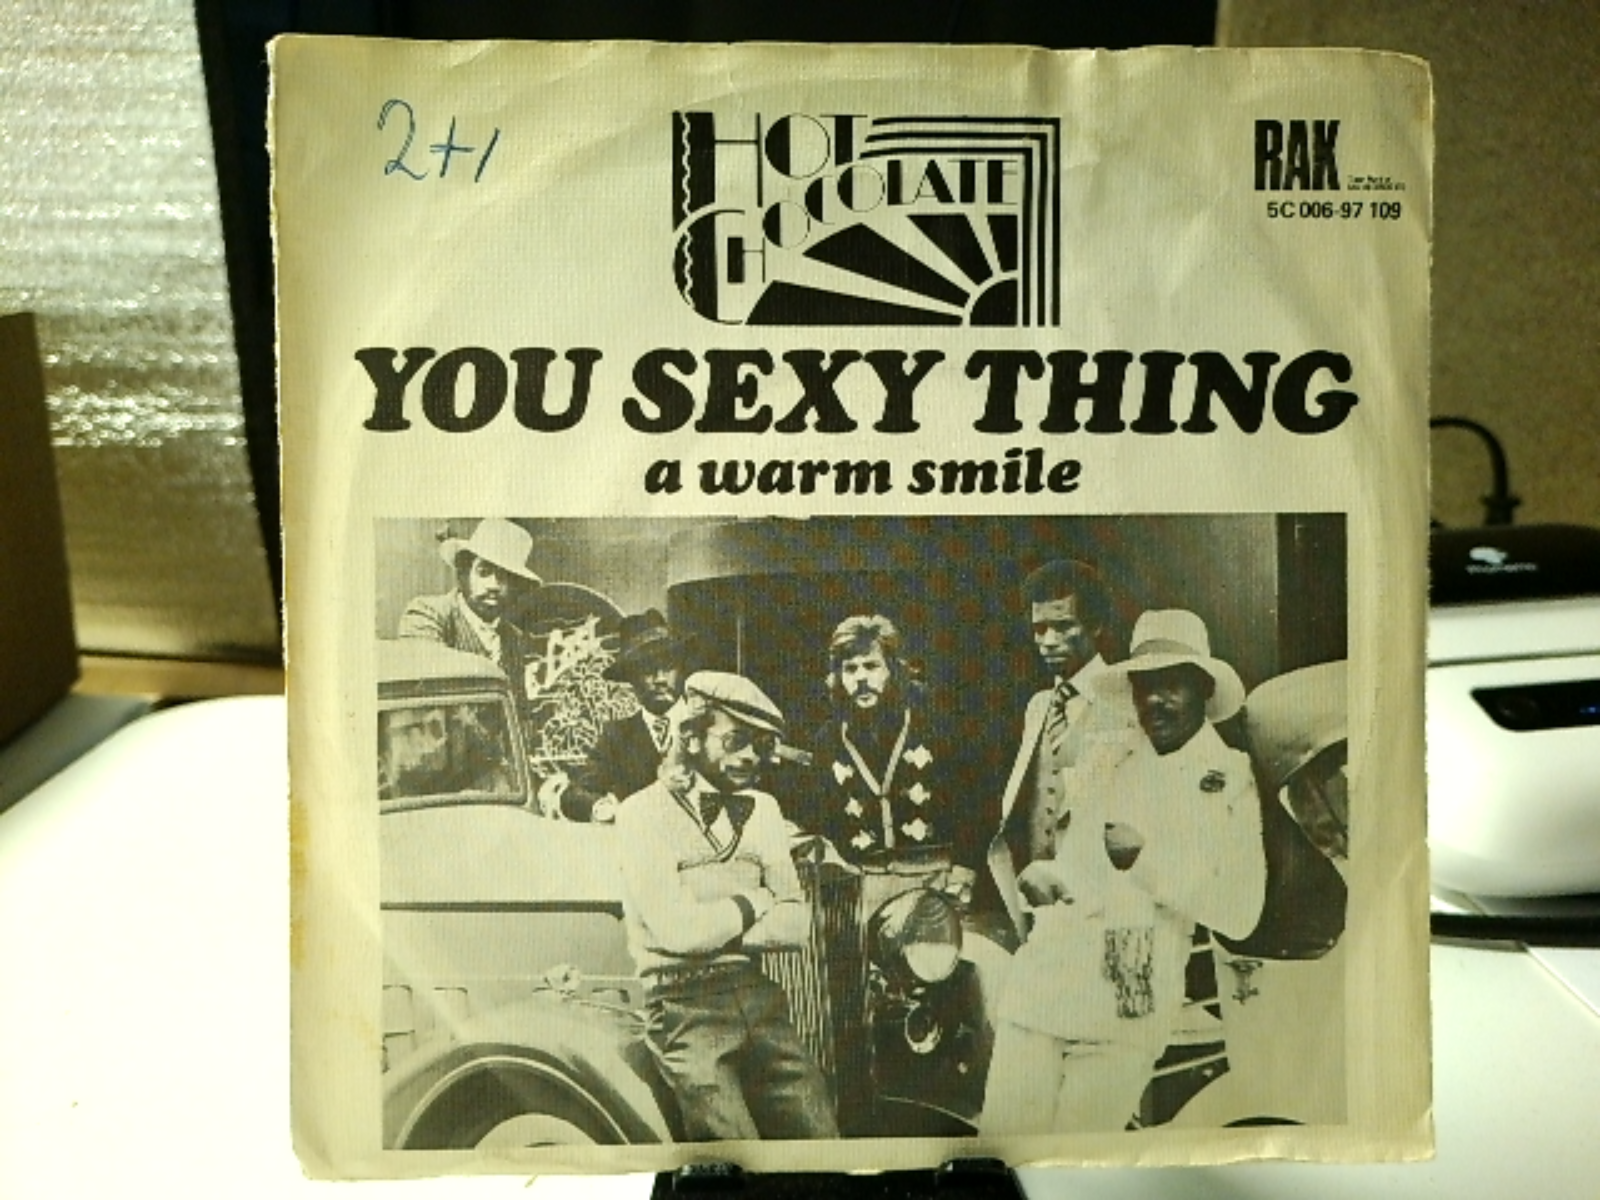 2+1
HOT
CHOCOLATE
RAK
5C 006-97 109
YOU SEXY THING
a warm smile